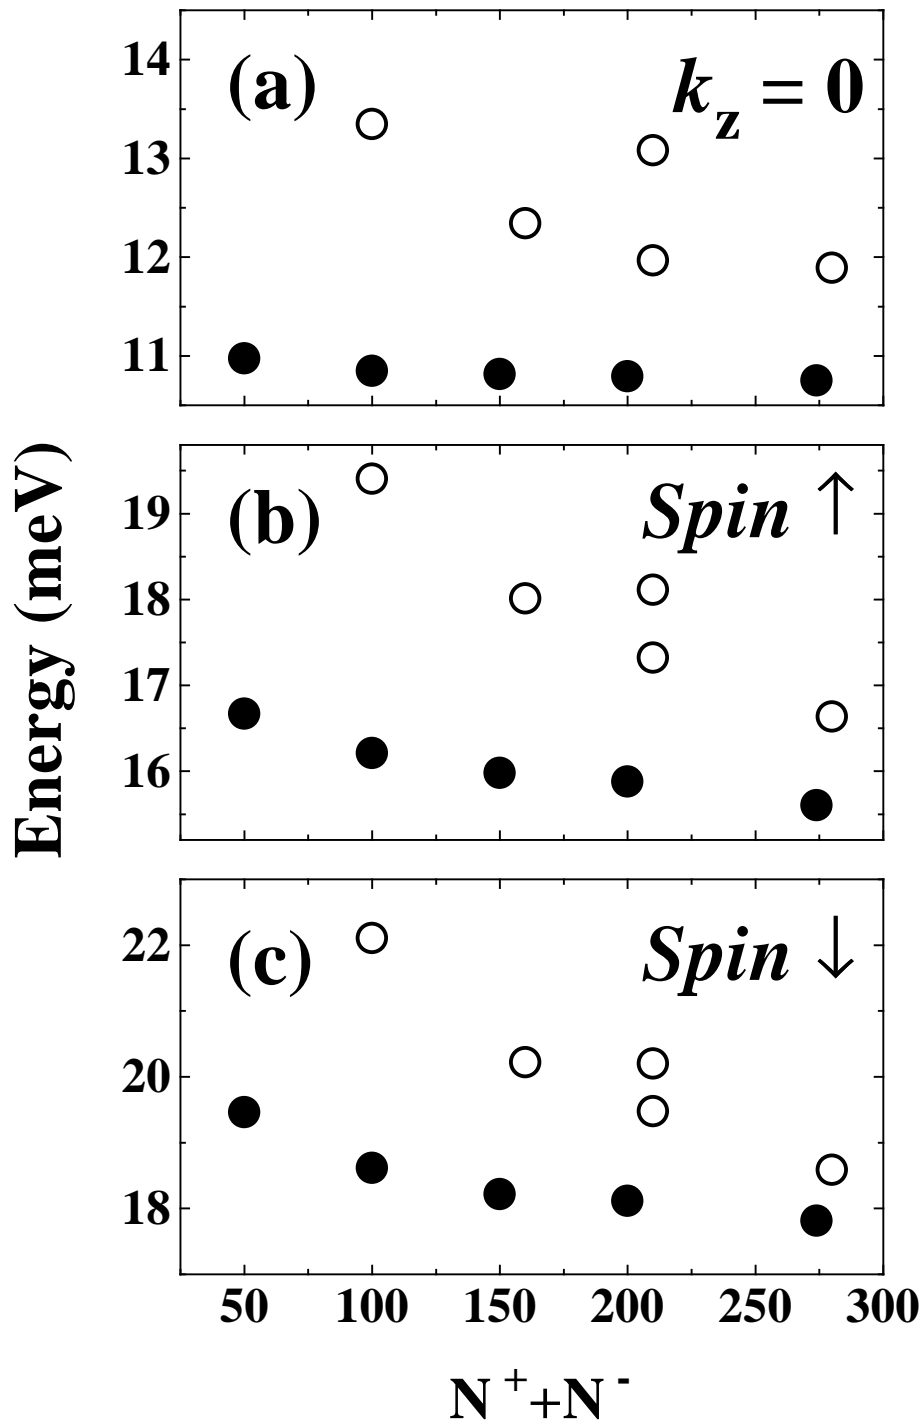 (a)
k_z = 0
14
13
12
11
Energy (meV)
(b)
Spin ↑
19
18
17
16
(c)
Spin ↓
22
20
18
50 100 150 200 250 300
N⁺+N⁻